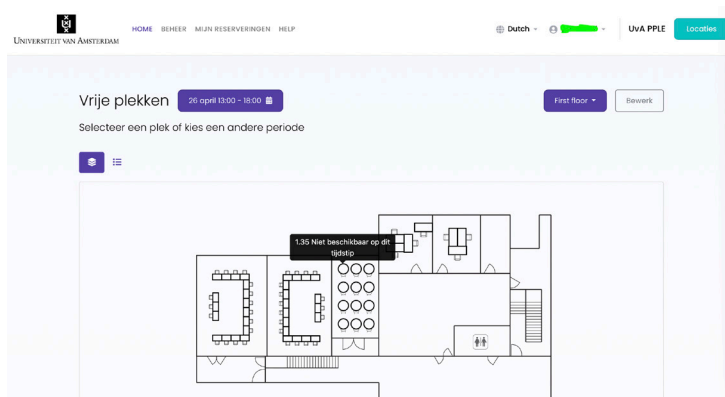 UNIVERSITEIT VAN AMSTERDAM
HOME BEHEER MIJN RESERVERINGEN HELP
Dutch
UvA PPLE
Locaties
Vrije plekken
26 april 13:00 - 18:00
First floor
Bewerk
Selecteer een plek of kies een andere periode
1.35 Niet beschikbaar op dit
tijdstip